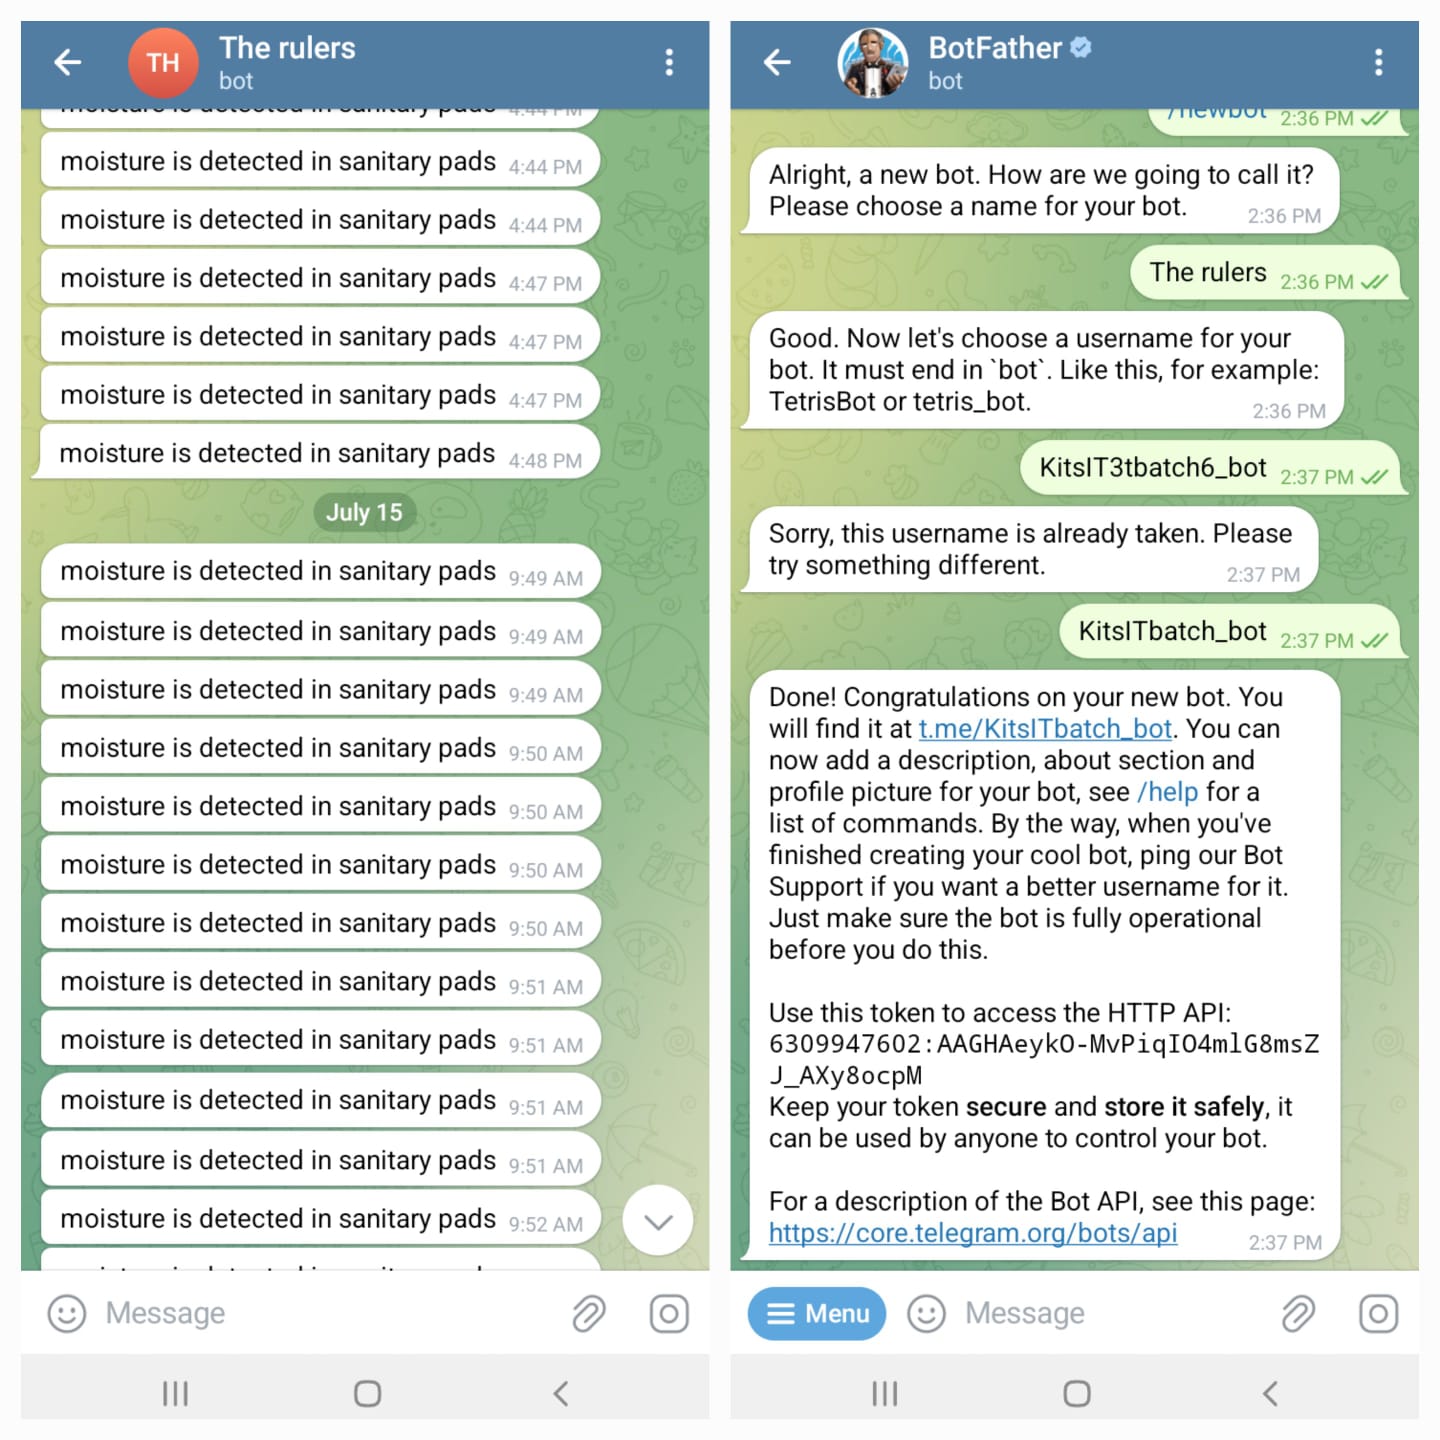 TH
The rulers
bot
moisture is detected in sanitary pads 4:44 PM
moisture is detected in sanitary pads 4:44 PM
moisture is detected in sanitary pads 4:44 PM
moisture is detected in sanitary pads 4:47 PM
moisture is detected in sanitary pads 4:47 PM
moisture is detected in sanitary pads 4:47 PM
moisture is detected in sanitary pads 4:48 PM
July 15
moisture is detected in sanitary pads 9:49 AM
moisture is detected in sanitary pads 9:49 AM
moisture is detected in sanitary pads 9:49 AM
moisture is detected in sanitary pads 9:50 AM
moisture is detected in sanitary pads 9:50 AM
moisture is detected in sanitary pads 9:50 AM
moisture is detected in sanitary pads 9:50 AM
moisture is detected in sanitary pads 9:51 AM
moisture is detected in sanitary pads 9:51 AM
moisture is detected in sanitary pads 9:51 AM
moisture is detected in sanitary pads 9:51 AM
moisture is detected in sanitary pads 9:52 AM
Message
BotFather
bot
/newbot 2:36 PM
Alright, a new bot. How are we going to call it?
Please choose a name for your bot. 2:36 PM
The rulers 2:36 PM
Good. Now let's choose a username for your
bot. It must end in `bot`. Like this, for example:
TetrisBot or tetris_bot. 2:36 PM
KitsIT3tbatch6_bot 2:37 PM
Sorry, this username is already taken. Please
try something different. 2:37 PM
KitsITbatch_bot 2:37 PM
Done! Congratulations on your new bot. You
will find it at t.me/KitsITbatch_bot. You can
now add a description, about section and
profile picture for your bot, see /help for a
list of commands. By the way, when you've
finished creating your cool bot, ping our Bot
Support if you want a better username for it.
Just make sure the bot is fully operational
before you do this.
Use this token to access the HTTP API:
6309947602:AAGHAeykO-MvPiqIO4mlG8msZ
J_AXy8ocpM
Keep your token secure and store it safely, it
can be used by anyone to control your bot.
For a description of the Bot API, see this page:
https://core.telegram.org/bots/api 2:37 PM
Menu
Message